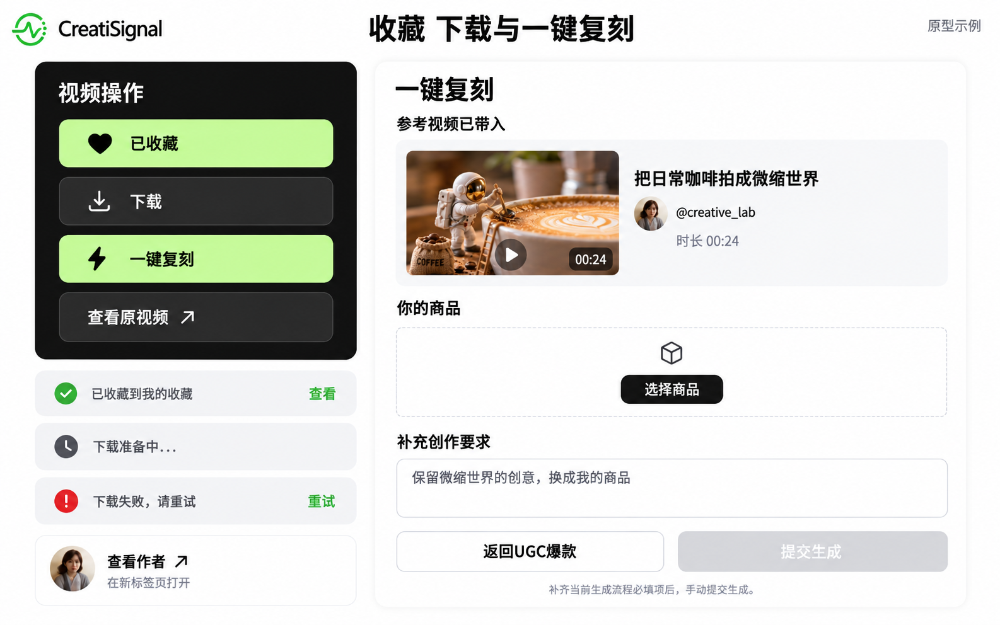 CreatiSignal
收藏 下载与一键复刻
原型示例
视频操作
已收藏
下载
一键复刻
查看原视频
已收藏到我的收藏
查看
下载准备中...
下载失败，请重试
重试
查看作者
在新标签页打开
一键复刻
参考视频已带入
COFFEE
00:24
把日常咖啡拍成微缩世界
@creative_lab
时长 00:24
你的商品
选择商品
补充创作要求
保留微缩世界的创意，换成我的商品
返回UGC爆款
提交生成
补齐当前生成流程必填项后，手动提交生成。